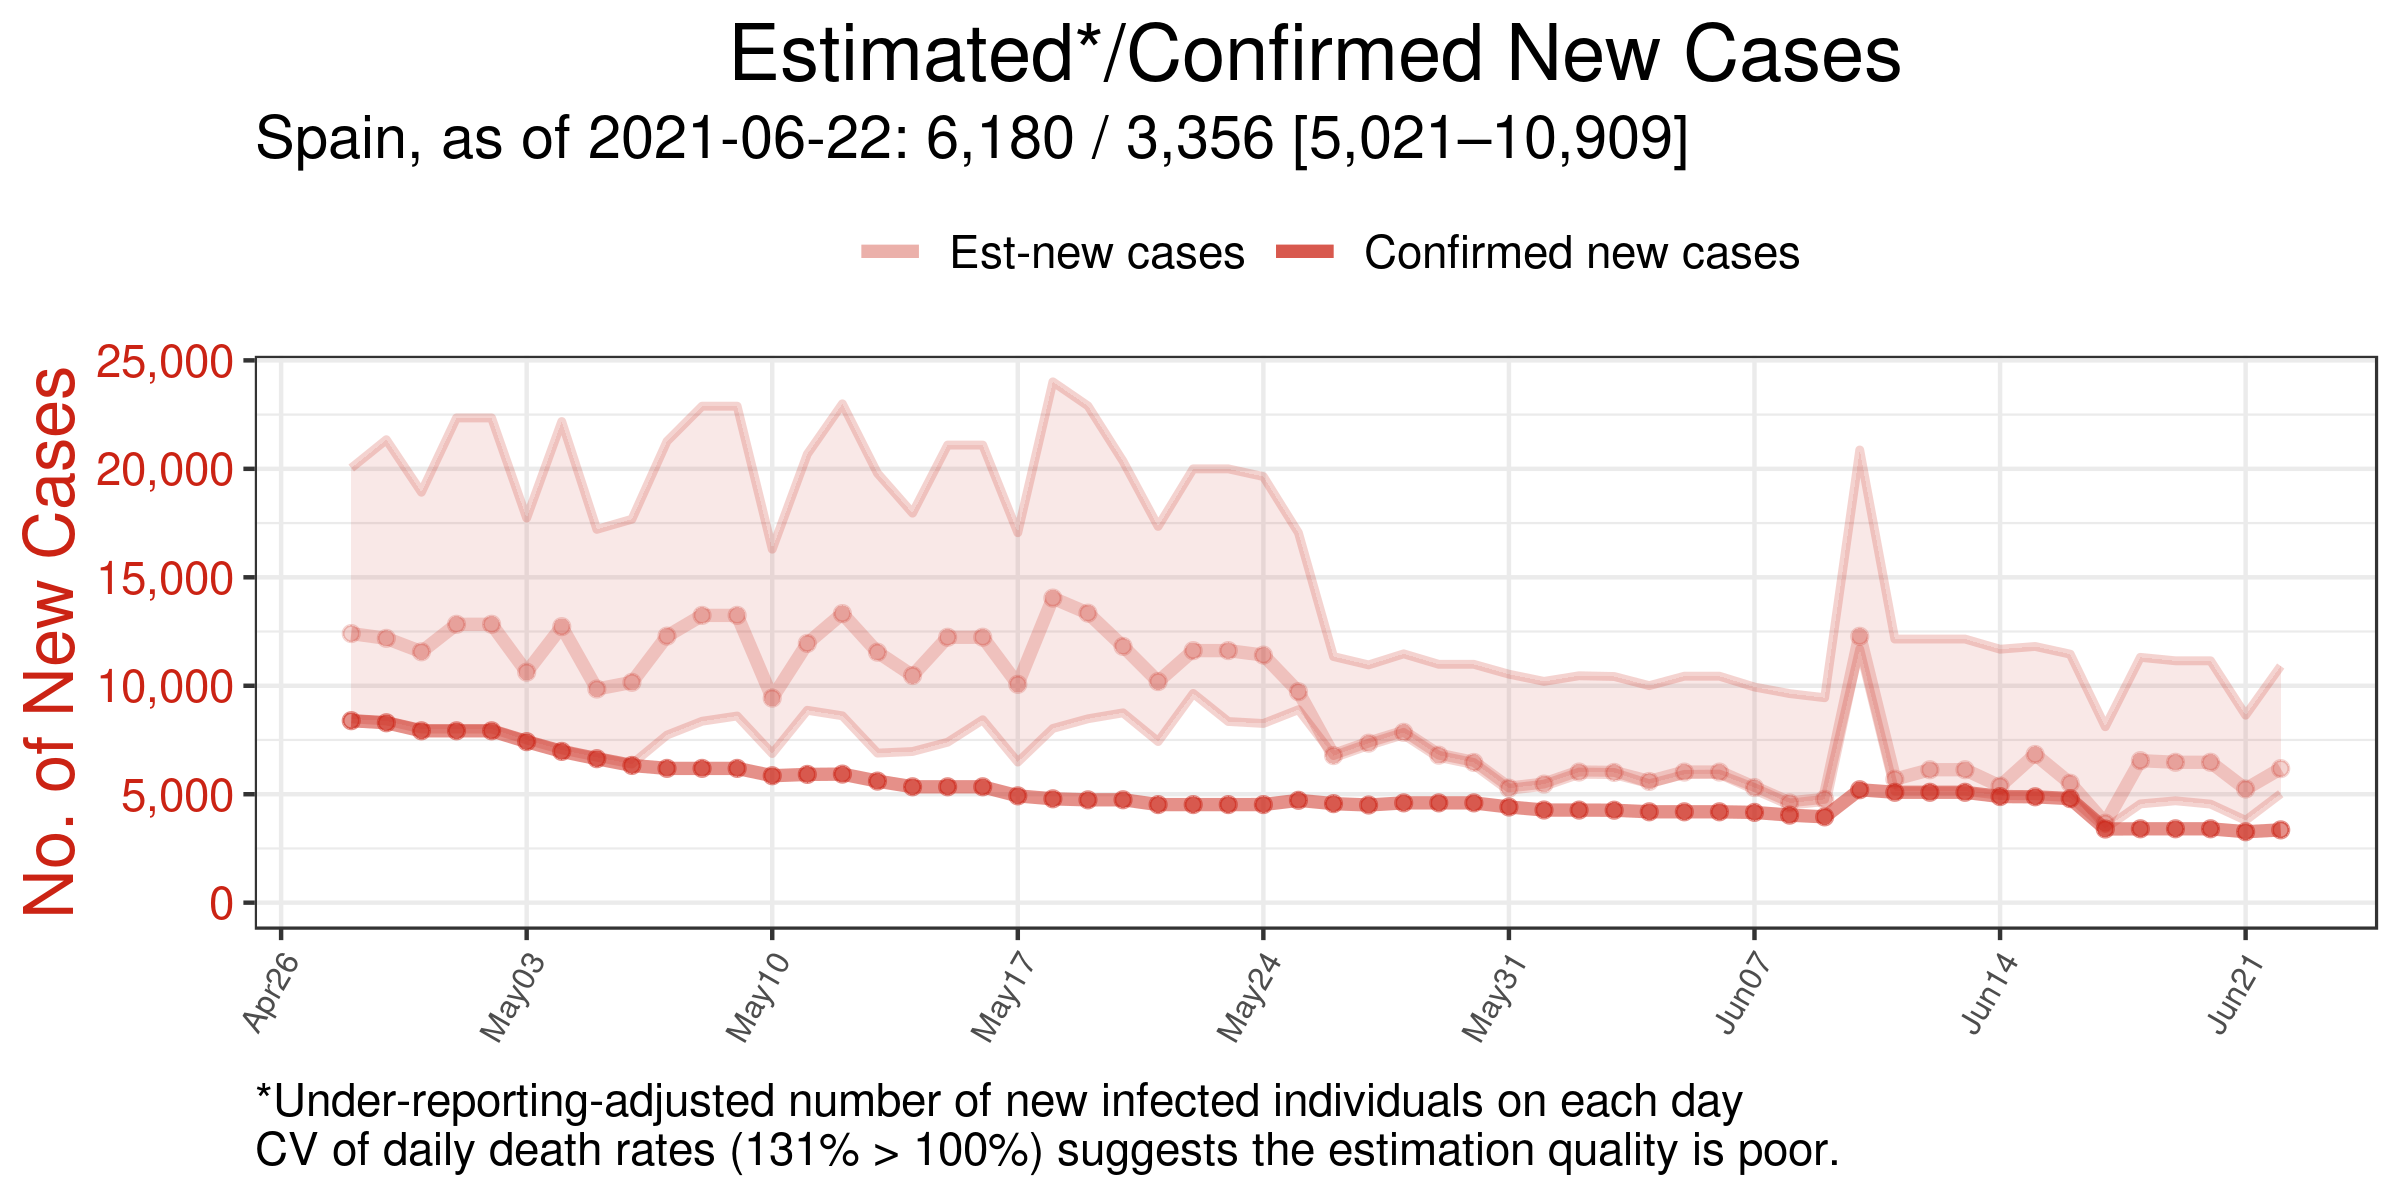 Estimated*/Confirmed New Cases
Spain, as of 2021-06-22: 6,180 / 3,356 [5,021–10,909]
Est-new cases
Confirmed new cases
No. of New Cases
25,000
20,000
15,000
10,000
5,000
0
Apr26
May03
May10
May17
May24
May31
Jun07
Jun14
Jun21
*Under-reporting-adjusted number of new infected individuals on each day
CV of daily death rates (131% > 100%) suggests the estimation quality is poor.